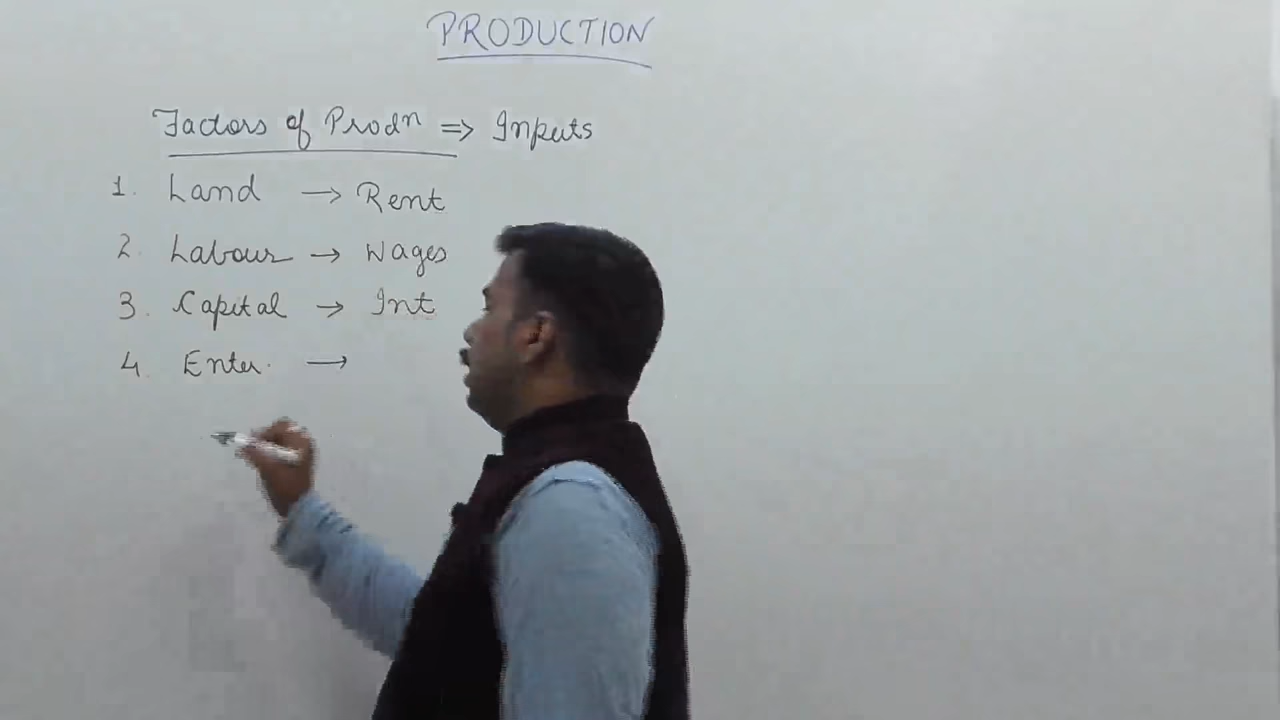 PRODUCTION
Factors of Prodn => Inputs
1. Land → Rent
2. Labour → Wages
3. Capital → Int
4. Enter. →